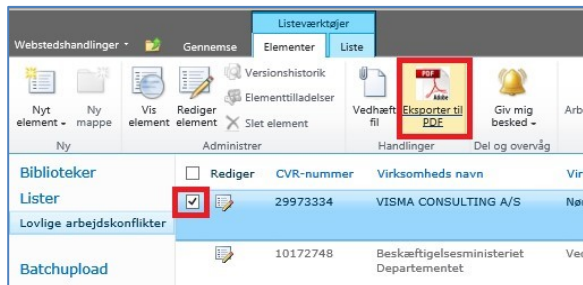 Listeværktøjer
Webstedshandlinger Gennemse Elementer Liste
Versionshistorik
Elementtilladelser
Nyt element Ny mappe Vis element Rediger element Slet element Vedhæft fil Eksporter til PDF Giv mig besked
PDF
Adobe
Ny Administrer Handlinger Del og overvåg
Biblioteker
Rediger CVR-nummer Virksomheds navn
Lister
29973334 VISMA CONSULTING A/S
Lovlige arbejdskonflikter
10172748 Beskæftigelsesministeriet
Departementet
Batchupload